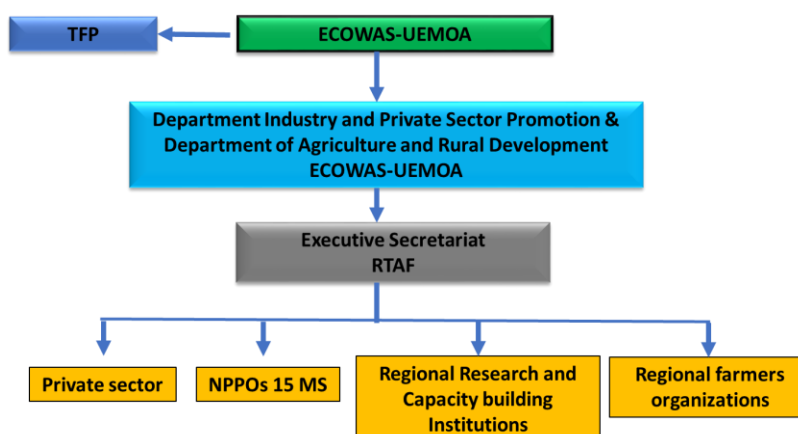 TFP
ECOWAS-UEMOA
Department Industry and Private Sector Promotion &
Department of Agriculture and Rural Development
ECOWAS-UEMOA
Executive Secretariat
RTAF
Private sector
NPPOs 15 MS
Regional Research and
Capacity building
Institutions
Regional farmers
organizations